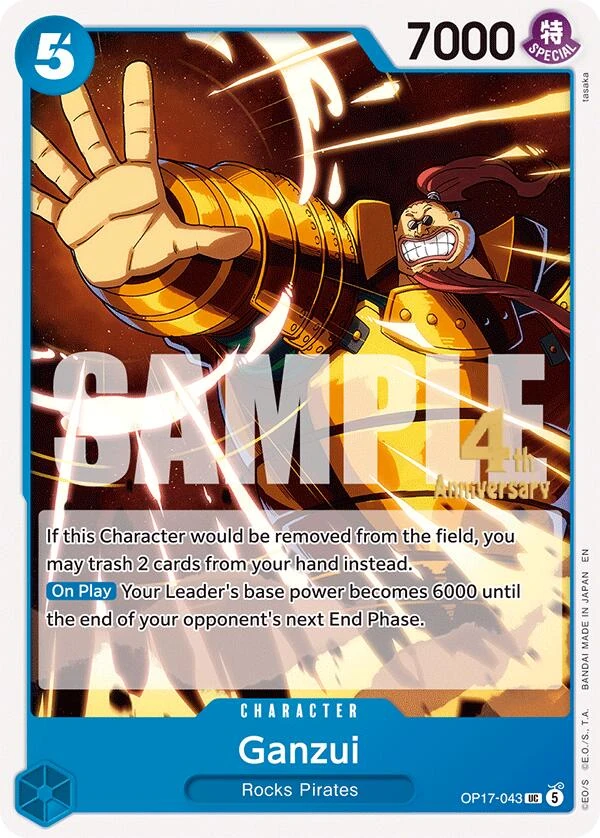 5
7000
特
SPECIAL
tasaka
SAMPLE
4th
Anniversary
If this Character would be removed from the field, you
may trash 2 cards from your hand instead.
On Play Your Leader's base power becomes 6000 until
the end of your opponent's next End Phase.
CHARACTER
Ganzui
Rocks Pirates
OP17-043 UC 5
©EO/S ©E.O./S., T.A. BANDAI MADE IN JAPAN EN